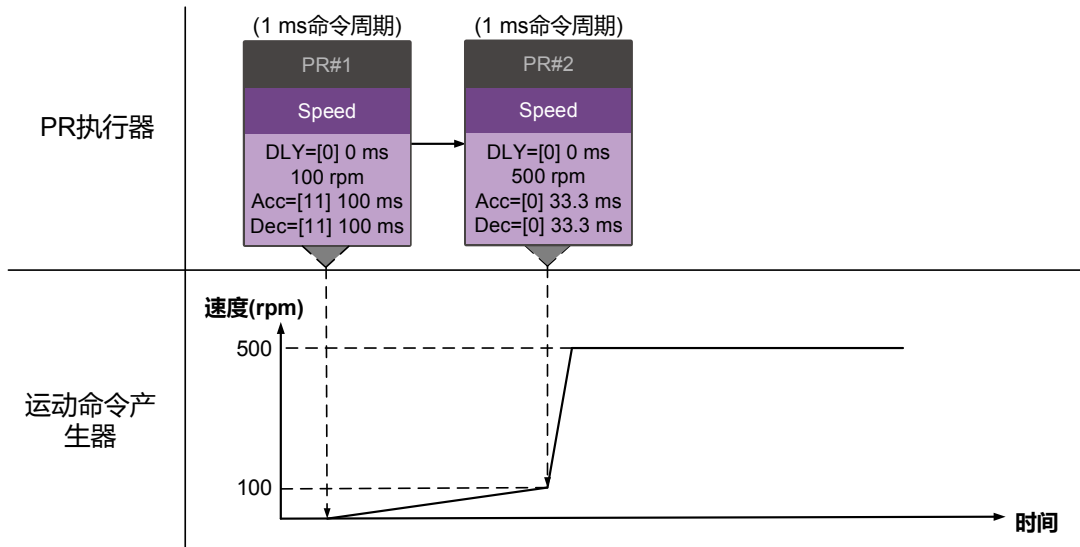 (1 ms命令周期)
(1 ms命令周期)
PR#1
PR#2
PR执行器
Speed
Speed
DLY=[0] 0 ms
100 rpm
Acc=[11] 100 ms
Dec=[11] 100 ms
DLY=[0] 0 ms
500 rpm
Acc=[0] 33.3 ms
Dec=[0] 33.3 ms
运动命令产
生器
速度(rpm)
500
100
时间